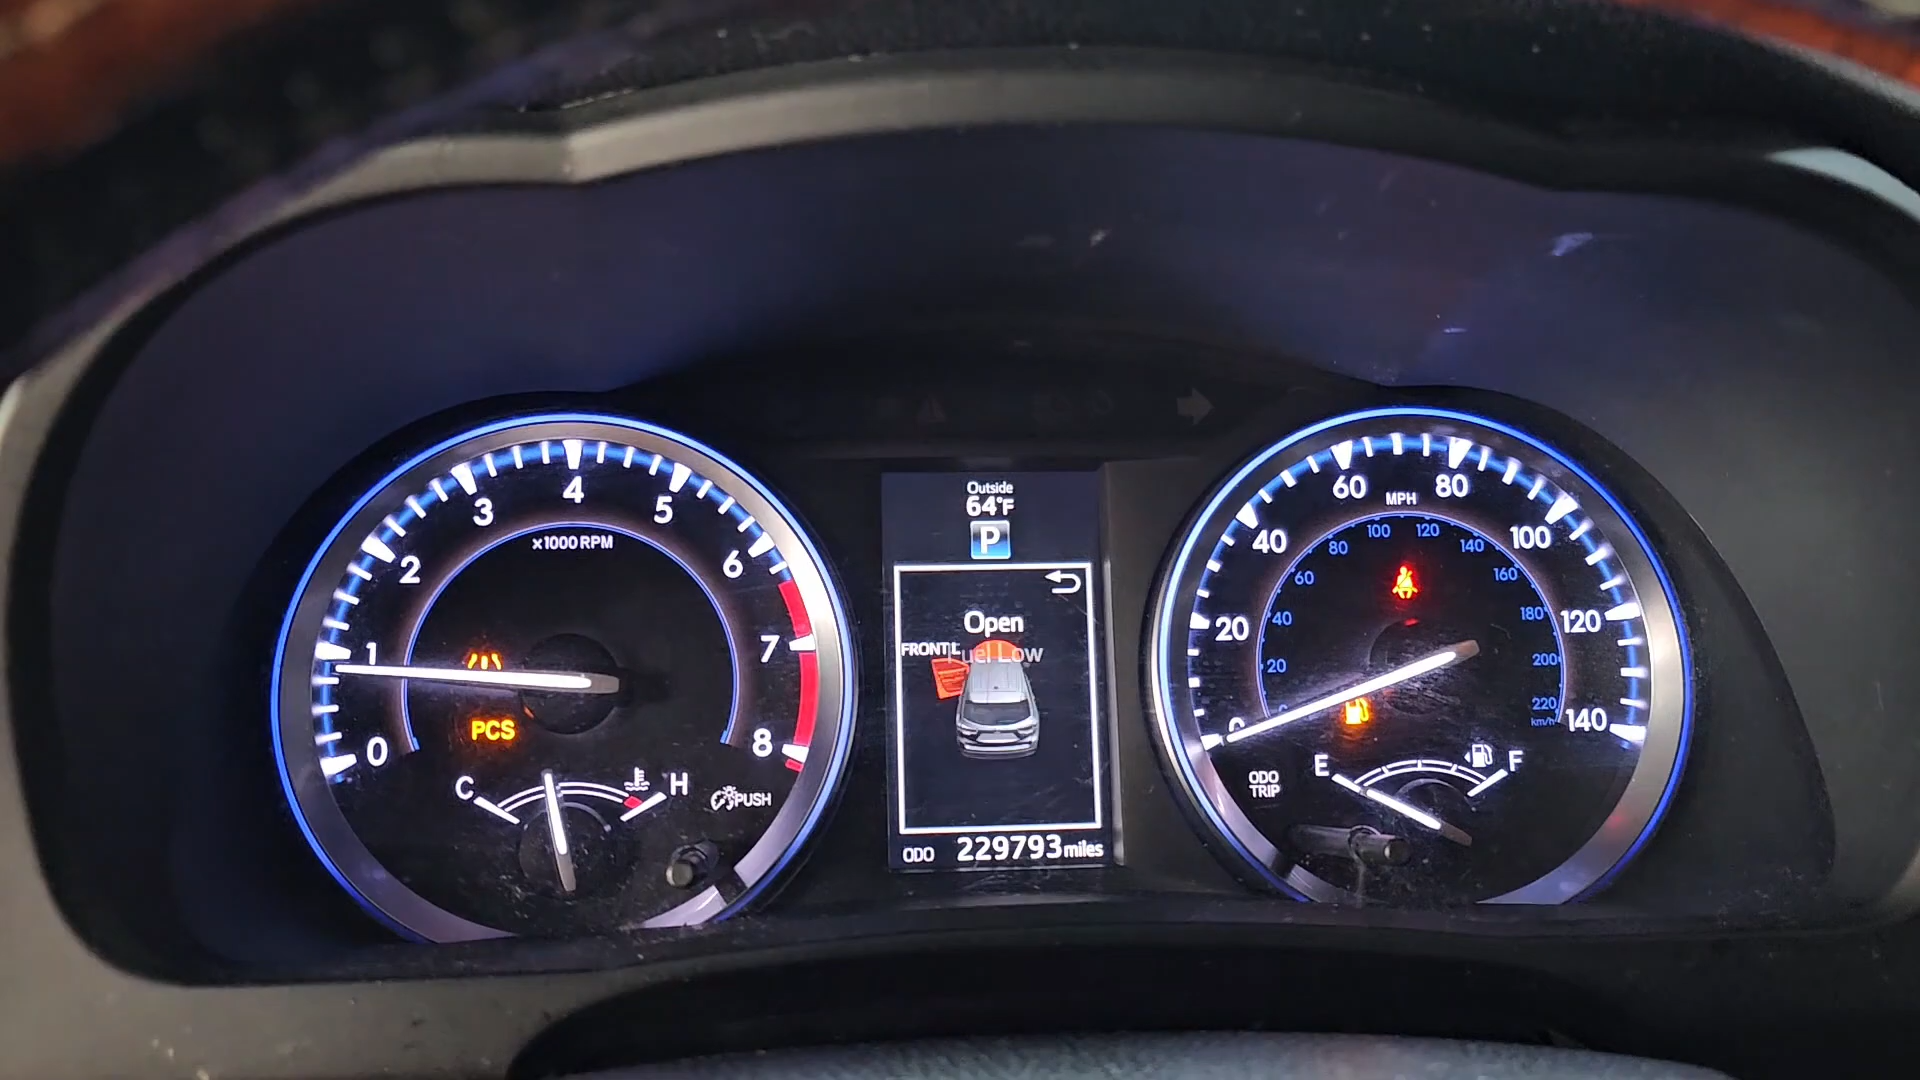 0
1
2
3
4
5
6
7
8
×1000 RPM
PCS
C
H
PUSH
Outside
64°F
P
Open
FRONT L
Fuel Low
ODO 229793 miles
20
40
60
80
100
120
140
MPH
20
40
60
80
100
120
140
160
180
200
220
km/h
ODO
TRIP
E
F